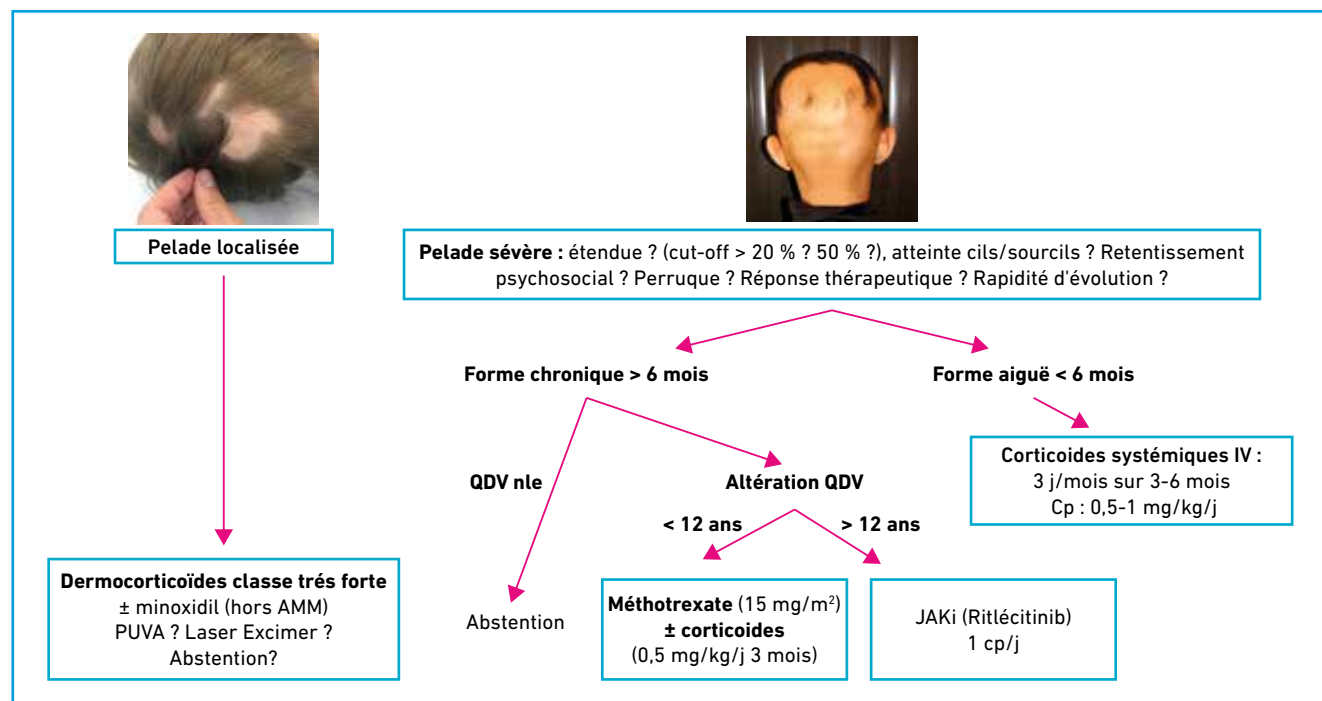 Pelade localisée
Pelade sévère : étendue ? (cut-off > 20 % ? 50 % ?), atteinte cils/sourcils ? Retentissement
psychosocial ? Perruque ? Réponse thérapeutique ? Rapidité d'évolution ?
Forme chronique > 6 mois
Forme aiguë < 6 mois
Corticoides systémiques IV :
3 j/mois sur 3-6 mois
Cp : 0,5-1 mg/kg/j
QDV nle
Altération QDV
< 12 ans
> 12 ans
Dermocorticoïdes classe trés forte
± minoxidil (hors AMM)
PUVA ? Laser Excimer ?
Abstention?
Abstention
Méthotrexate (15 mg/m²)
± corticoides
(0,5 mg/kg/j 3 mois)
JAKi (Ritlécitinib)
1 cp/j